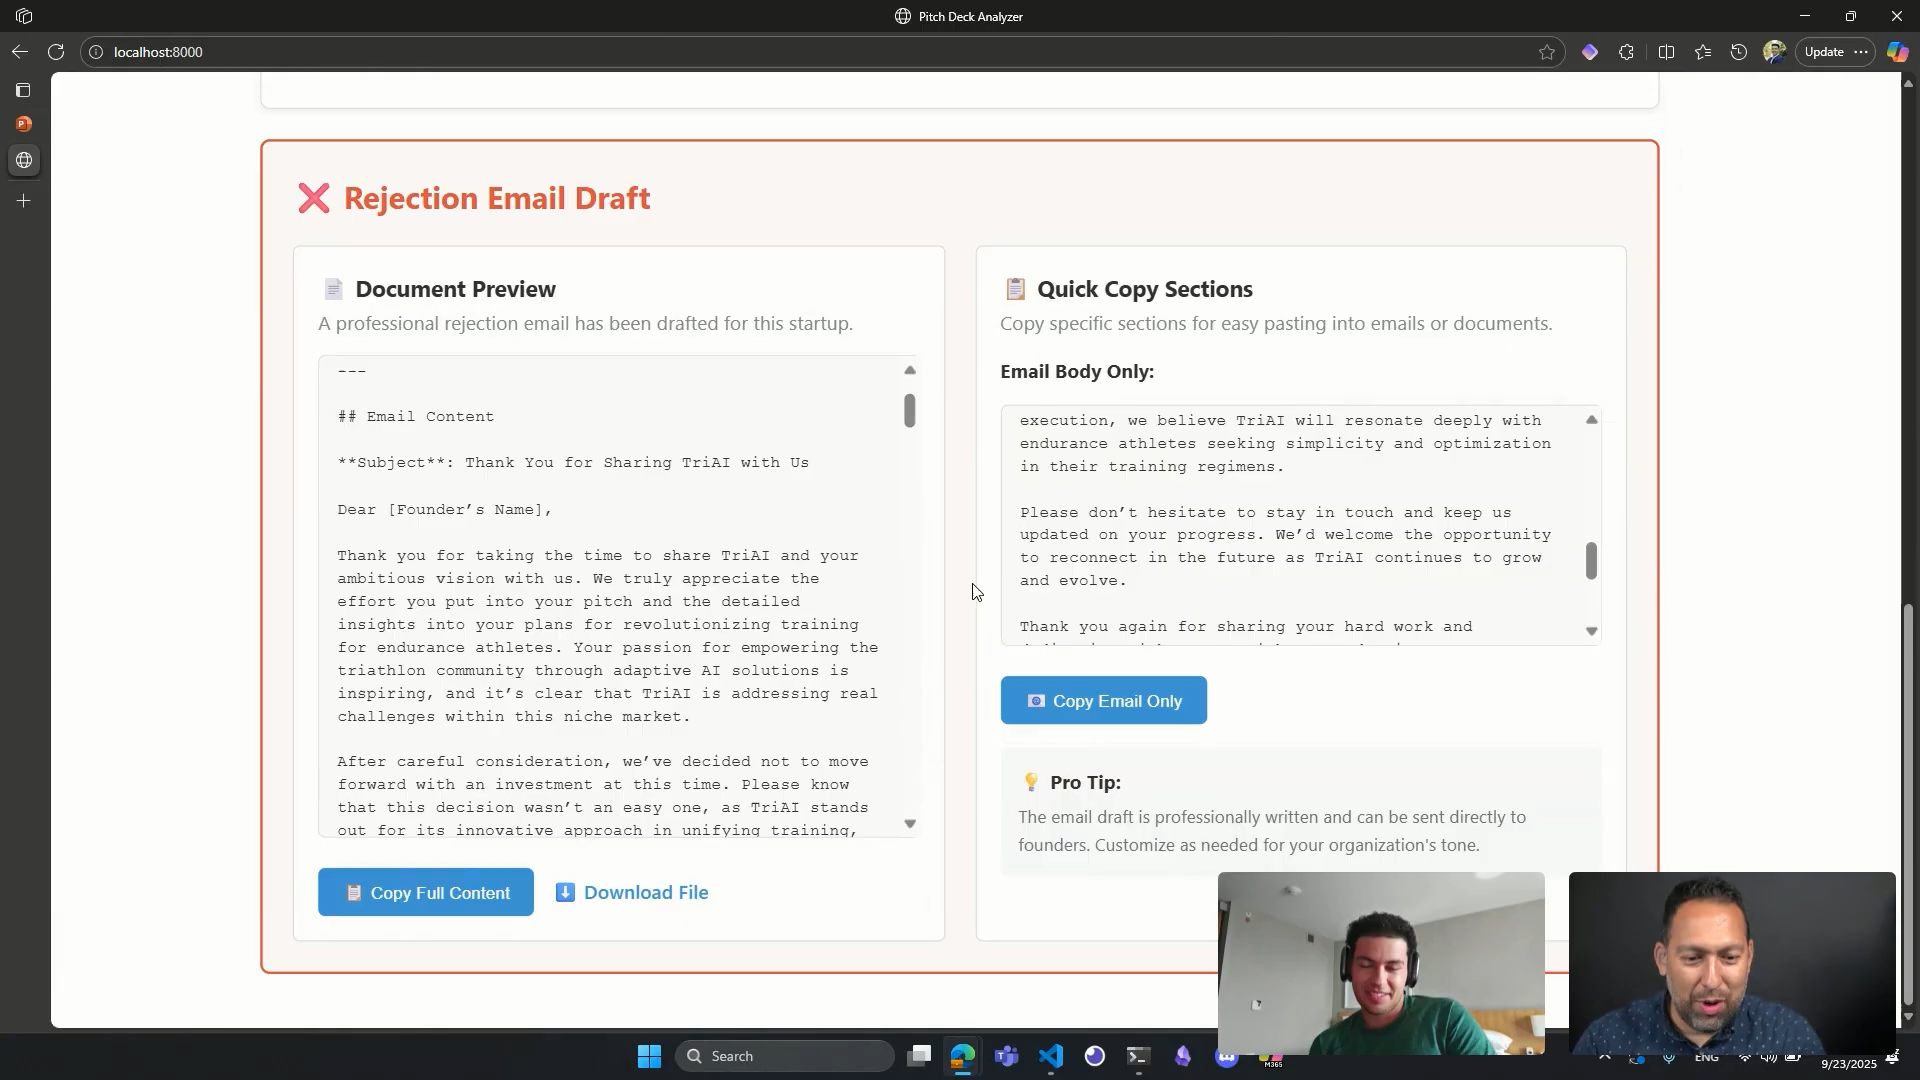 Pitch Deck Analyzer
localhost:8000
Update
Rejection Email Draft
Document Preview
A professional rejection email has been drafted for this startup.
---
## Email Content
**Subject**: Thank You for Sharing TriAI with Us
Dear [Founder’s Name],
Thank you for taking the time to share TriAI and your
ambitious vision with us. We truly appreciate the
effort you put into your pitch and the detailed
insights into your plans for revolutionizing training
for endurance athletes. Your passion for empowering the
triathlon community through adaptive AI solutions is
inspiring, and it’s clear that TriAI is addressing real
challenges within this niche market.
After careful consideration, we’ve decided not to move
forward with an investment at this time. Please know
that this decision wasn’t an easy one, as TriAI stands
out for its innovative approach in unifying training,
Copy Full Content
Download File
Quick Copy Sections
Copy specific sections for easy pasting into emails or documents.
Email Body Only:
execution, we believe TriAI will resonate deeply with
endurance athletes seeking simplicity and optimization
in their training regimens.
Please don’t hesitate to stay in touch and keep us
updated on your progress. We’d welcome the opportunity
to reconnect in the future as TriAI continues to grow
and evolve.
Thank you again for sharing your hard work and
Copy Email Only
Pro Tip:
The email draft is professionally written and can be sent directly to
founders. Customize as needed for your organization's tone.
Search
M365
ENG
9/23/2025